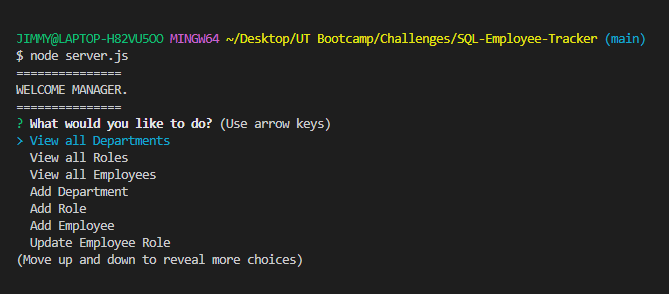 JIMMY@LAPTOP-H82VU5OO MINGW64 ~/Desktop/UT Bootcamp/Challenges/SQL-Employee-Tracker (main)
$ node server.js
===============
WELCOME MANAGER.
===============
? What would you like to do? (Use arrow keys)
> View all Departments
View all Roles
View all Employees
Add Department
Add Role
Add Employee
Update Employee Role
(Move up and down to reveal more choices)